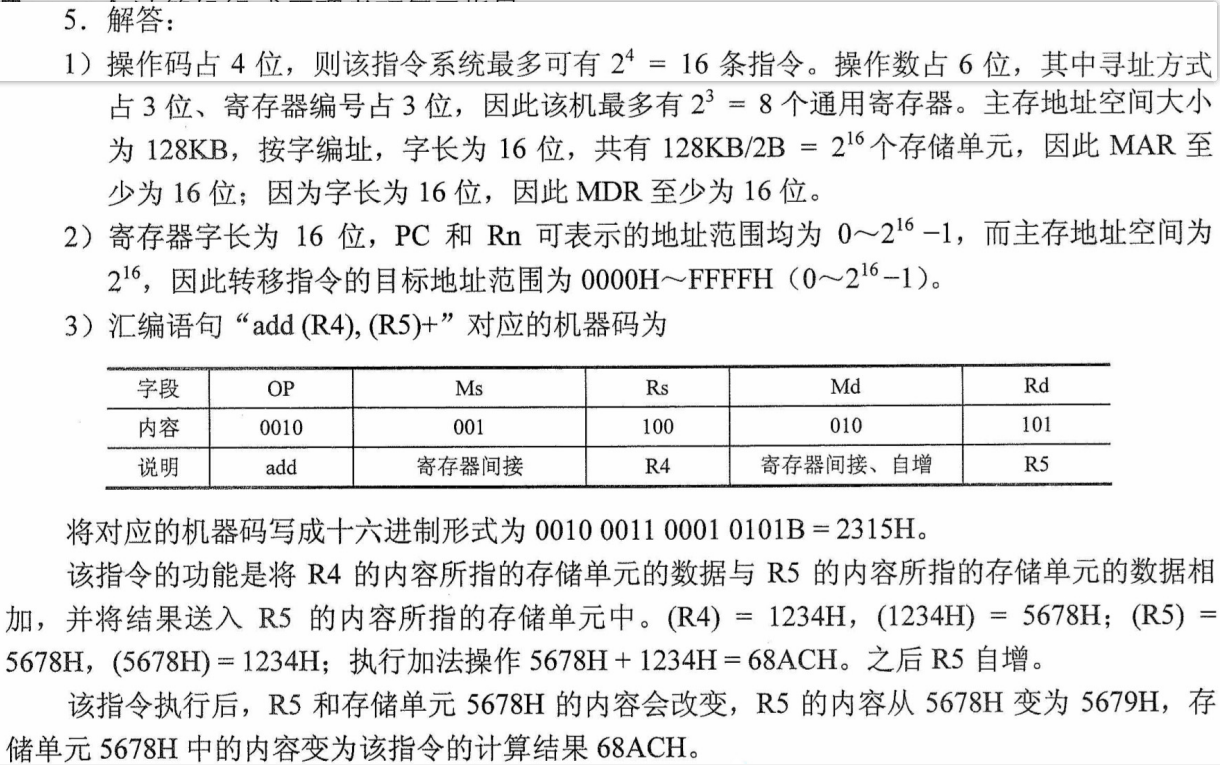 5．解答：
1）操作码占 4 位，则该指令系统最多可有 2⁴ = 16 条指令。操作数占 6 位，其中寻址方式
占 3 位、寄存器编号占 3 位，因此该机最多有 2³ = 8 个通用寄存器。主存地址空间大小
为 128KB，按字编址，字长为 16 位，共有 128KB/2B = 2¹⁶ 个存储单元，因此 MAR 至
少为 16 位；因为字长为 16 位，因此 MDR 至少为 16 位。
2）寄存器字长为 16 位，PC 和 Rn 可表示的地址范围均为 0～2¹⁶ −1，而主存地址空间为
2¹⁶，因此转移指令的目标地址范围为 0000H～FFFFH（0～2¹⁶−1）。
3）汇编语句“add (R4), (R5)+”对应的机器码为
字段 OP Ms Rs Md Rd
内容 0010 001 100 010 101
说明 add 寄存器间接 R4 寄存器间接、自增 R5
将对应的机器码写成十六进制形式为 0010 0011 0001 0101B = 2315H。
该指令的功能是将 R4 的内容所指的存储单元的数据与 R5 的内容所指的存储单元的数据相
加，并将结果送入 R5 的内容所指的存储单元中。(R4) = 1234H，(1234H) = 5678H；(R5) =
5678H，(5678H) = 1234H；执行加法操作 5678H + 1234H = 68ACH。之后 R5 自增。
该指令执行后，R5 和存储单元 5678H 的内容会改变，R5 的内容从 5678H 变为 5679H，存
储单元 5678H 中的内容变为该指令的计算结果 68ACH。